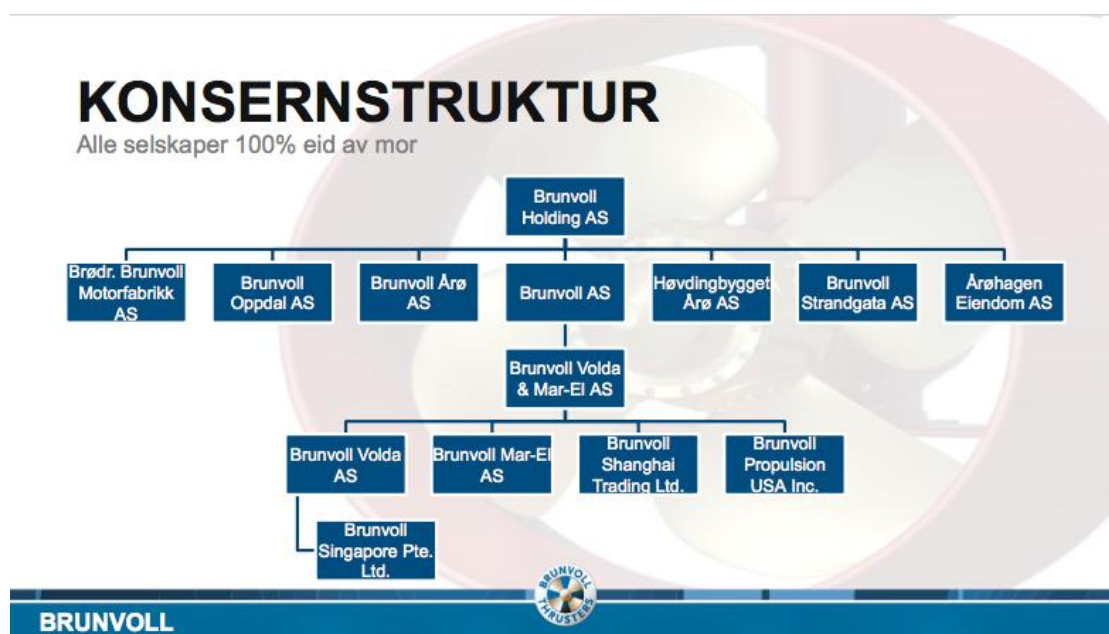 KONSERNSTRUKTUR
Alle selskaper 100% eid av mor
Brunvoll
Holding AS
Brødr. Brunvoll
Motorfabrikk
AS
Brunvoll
Oppdal AS
Brunvoll Årø
AS
Brunvoll AS
Høvdingbygget
Årø AS
Brunvoll
Strandgata AS
Årøhagen
Eiendom AS
Brunvoll Volda
& Mar-El AS
Brunvoll Volda
AS
Brunvoll Mar-El
AS
Brunvoll
Shanghai
Trading Ltd.
Brunvoll
Propulsion
USA Inc.
Brunvoll
Singapore Pte.
Ltd.
BRUNVOLL
THRUSTERS
BRUNVOLL